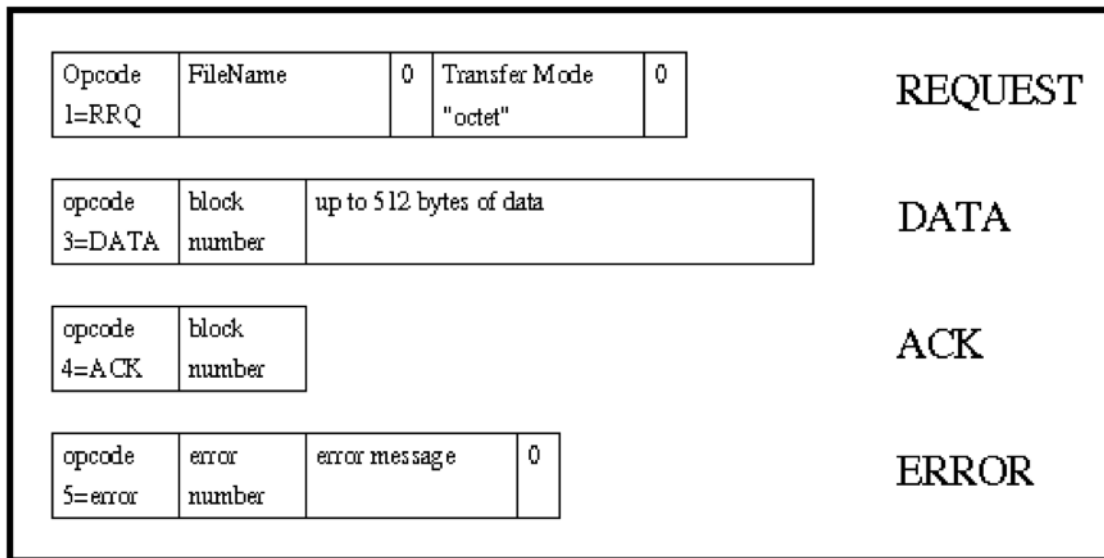 Opcode
1=RRQ
FileName
0
Transfer Mode
"octet"
0
REQUEST
opcode
3=DATA
block
number
up to 512 bytes of data
DATA
opcode
4=ACK
block
number
ACK
opcode
5=error
error
number
error message
0
ERROR